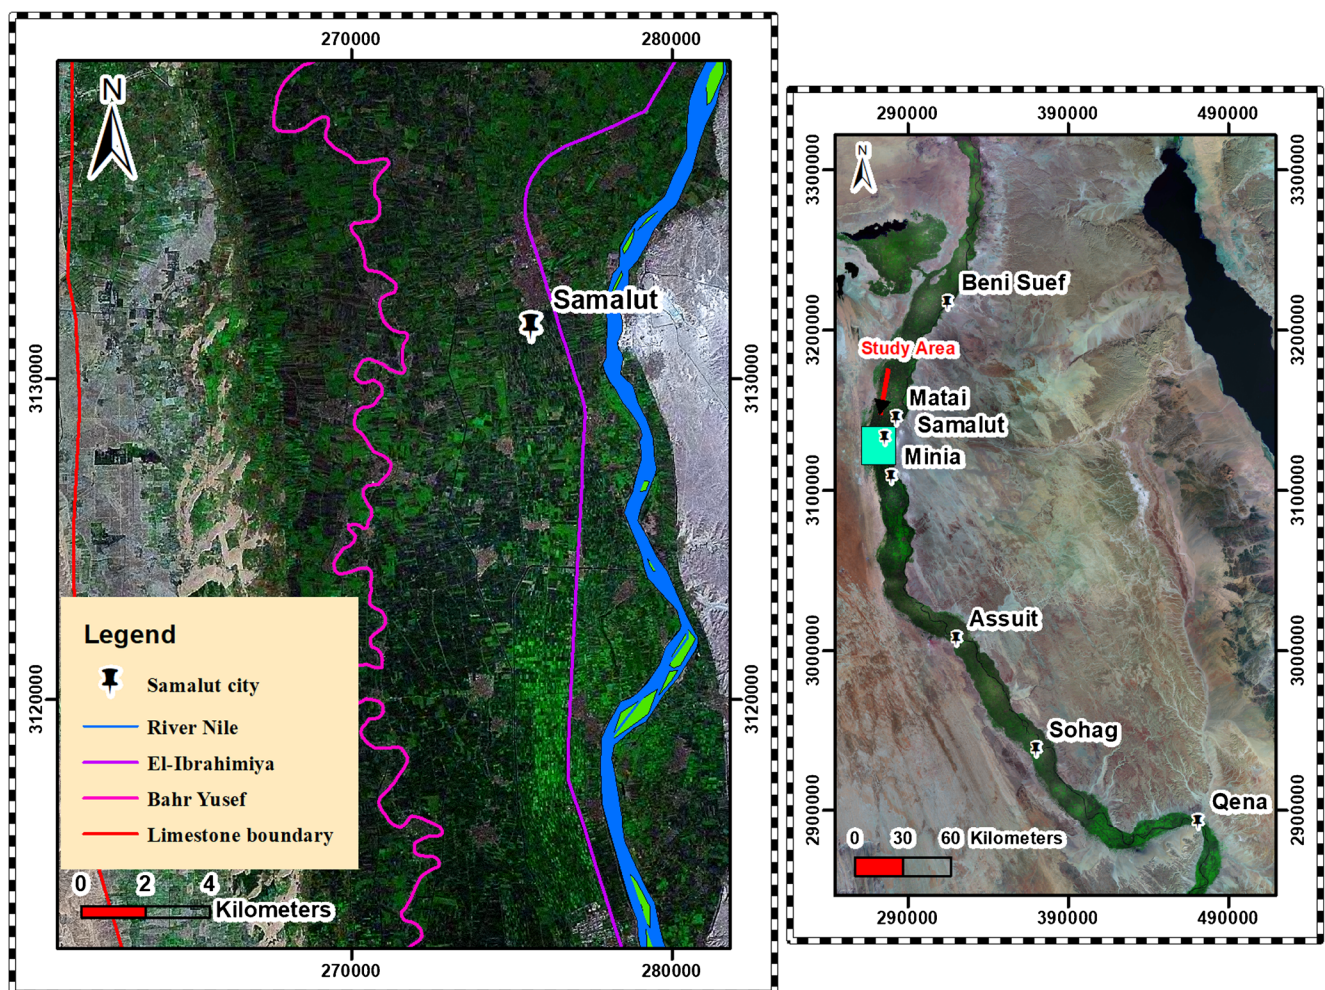 270000
280000
N
Samalut
3130000
3130000
3120000
3120000
Legend
Samalut city
River Nile
El-Ibrahimiya
Bahr Yusef
Limestone boundary
0 2 4
Kilometers
270000
280000
290000
390000
490000
N
3300000
3300000
Beni Suef
3200000
3200000
Study Area
Matai
Samalut
Minia
3100000
3100000
Assuit
3000000
3000000
Sohag
Qena
2900000
2900000
0 30 60 Kilometers
290000
390000
490000